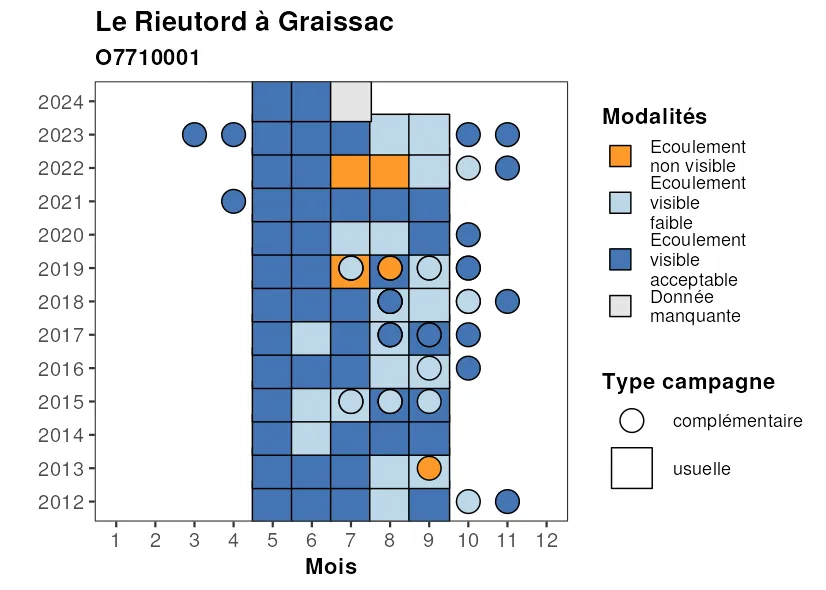 Le Rieutord à Graissac
O7710001
2024
2023
2022
2021
2020
2019
2018
2017
2016
2015
2014
2013
2012
1 2 3 4 5 6 7 8 9 10 11 12
Mois
Modalités
Ecoulement
non visible
Ecoulement
visible
faible
Ecoulement
visible
acceptable
Donnée
manquante
Type campagne
complémentaire
usuelle